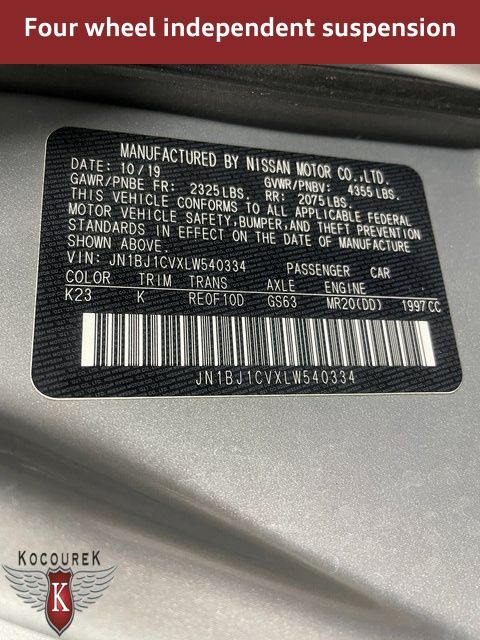 Four wheel independent suspension
MANUFACTURED BY NISSAN MOTOR CO.,LTD.
DATE: 10/19 GVWR/PNBV: 4355 LBS.
GAWR/PNBE FR: 2325 LBS. RR: 2075 LBS.
THIS VEHICLE CONFORMS TO ALL APPLICABLE FEDERAL
MOTOR VEHICLE SAFETY, BUMPER, AND THEFT PREVENTION
STANDARDS IN EFFECT ON THE DATE OF MANUFACTURE
SHOWN ABOVE.
VIN: JN1BJ1CVXLW540334 PASSENGER CAR
COLOR TRIM TRANS AXLE ENGINE
K23 K RE0F10D GS63 MR20(DD) 1997CC
JN1BJ1CVXLW540334
KOCOUREK
K